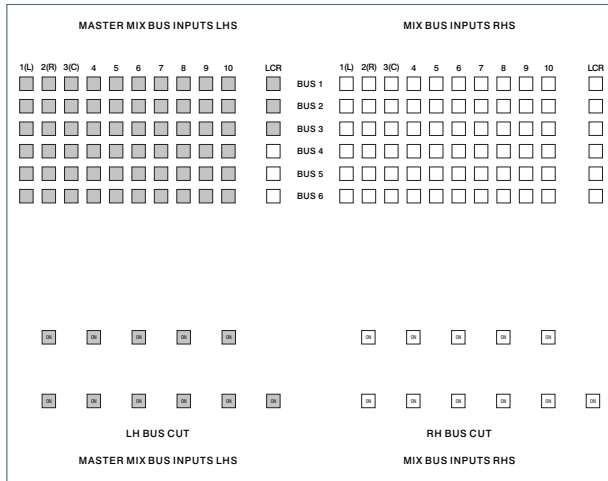 MASTER MIX BUS INPUTS LHS MIX BUS INPUTS RHS
1(L) 2(R) 3(C) 4 5 6 7 8 9 10 LCR 1(L) 2(R) 3(C) 4 5 6 7 8 9 10 LCR
BUS 1
BUS 2
BUS 3
BUS 4
BUS 5
BUS 6
ON ON ON ON ON ON ON ON ON ON
ON ON ON ON ON ON ON ON ON ON ON ON
LH BUS CUT RH BUS CUT
MASTER MIX BUS INPUTS LHS MIX BUS INPUTS RHS